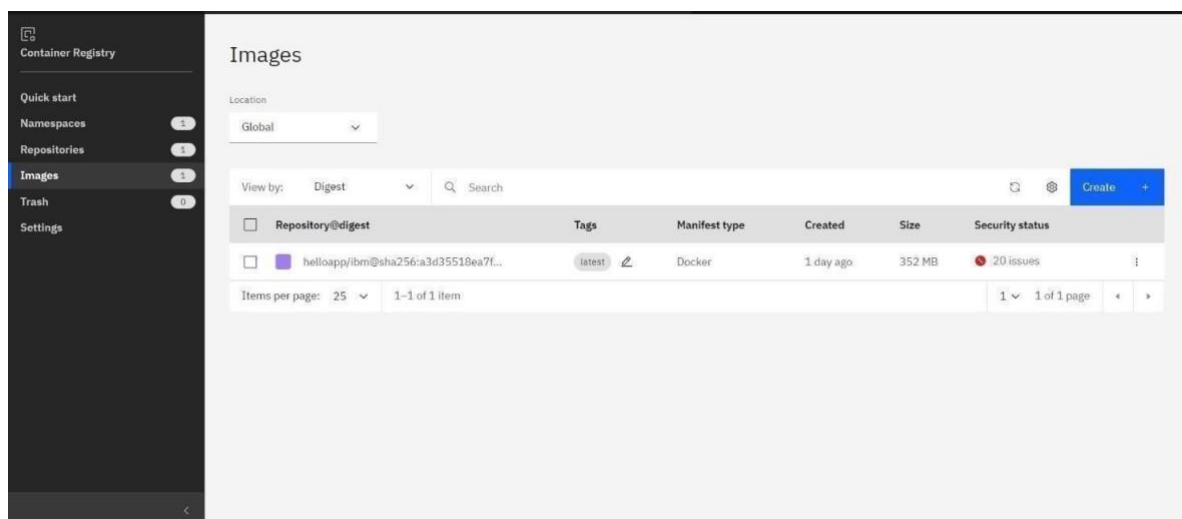 Container Registry
Quick start
Namespaces 1
Repositories 1
Images 1
Trash 0
Settings
Images
Location
Global
View by: Digest Search Create +
Repository@digest Tags Manifest type Created Size Security status
helloapp/ibm@sha256:a3d35518ea7f... latest Docker 1 day ago 352 MB 20 issues
Items per page: 25 1–1 of 1 item 1 1 of 1 page